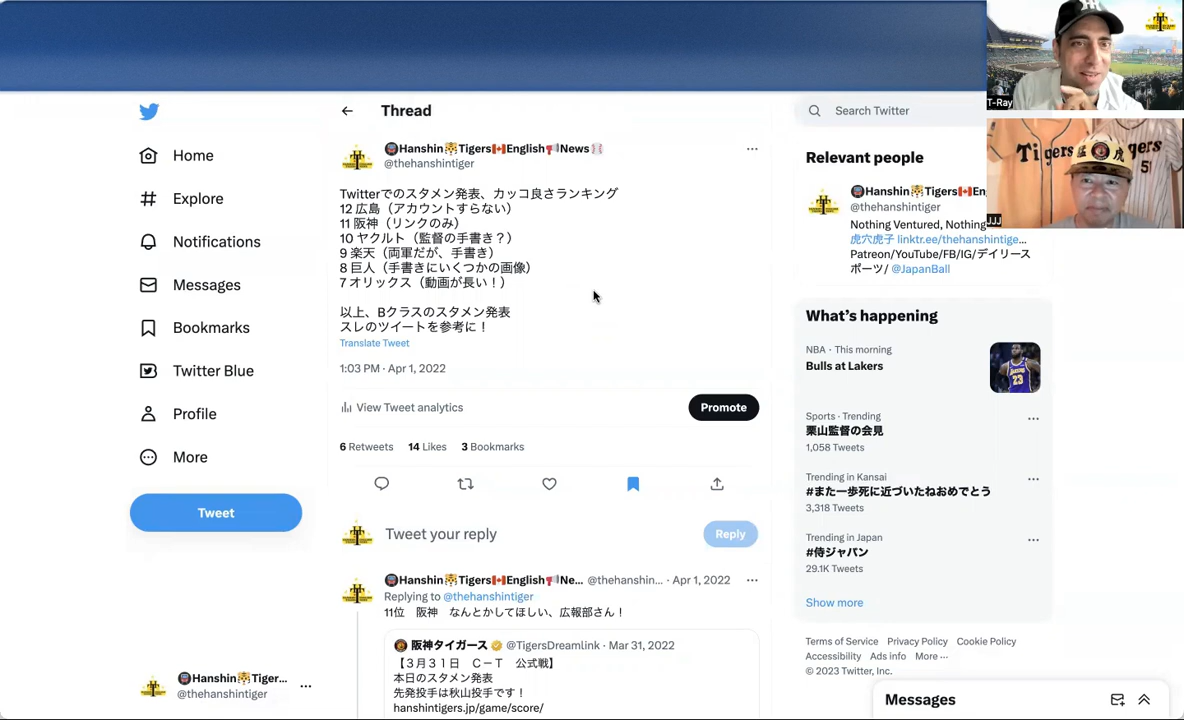 Home
Explore
Notifications
Messages
Bookmarks
Twitter Blue
Profile
More
Tweet
Hanshin Tigers English News
@thehanshintiger
Hanshin Tiger...
@thehanshintiger
Thread
Twitterでのスタメン発表、カッコ良さランキング
12 広島（アカウントすらない）
11 阪神（リンクのみ）
10 ヤクルト（監督の手書き？）
9 楽天（両軍だが、手書き）
8 巨人（手書きにいくつかの画像）
7 オリックス（動画が長い！）
以上、Bクラスのスタメン発表
スレのツイートを参考に！
Translate Tweet
1:03 PM · Apr 1, 2022
View Tweet analytics
Promote
6 Retweets 14 Likes 3 Bookmarks
Tweet your reply
Reply
Hanshin Tigers English Ne... @thehanshin... · Apr 1, 2022
Replying to @thehanshintiger
11位　阪神　なんとかしてほしい、広報部さん！
阪神タイガース @TigersDreamlink · Mar 31, 2022
【３月３１日　Ｃ－Ｔ　公式戦】
本日のスタメン発表
先発投手は秋山投手です！
hanshintigers.jp/game/score/
Search Twitter
Relevant people
Hanshin Tigers En
@thehanshintiger
Nothing Ventured, Nothing
虎穴虎子 linktr.ee/thehanshintige...
Patreon/YouTube/FB/IG/デイリース
ポーツ/ @JapanBall
What's happening
NBA · This morning
Bulls at Lakers
Sports · Trending
栗山監督の会見
1,058 Tweets
Trending in Kansai
#また一歩死に近づいたねおめでとう
3,318 Tweets
Trending in Japan
#侍ジャパン
29.1K Tweets
Show more
Terms of Service Privacy Policy Cookie Policy
Accessibility Ads info More ···
© 2023 Twitter, Inc.
Messages
T-Ray
Tigers
gers
猛虎
JJJ